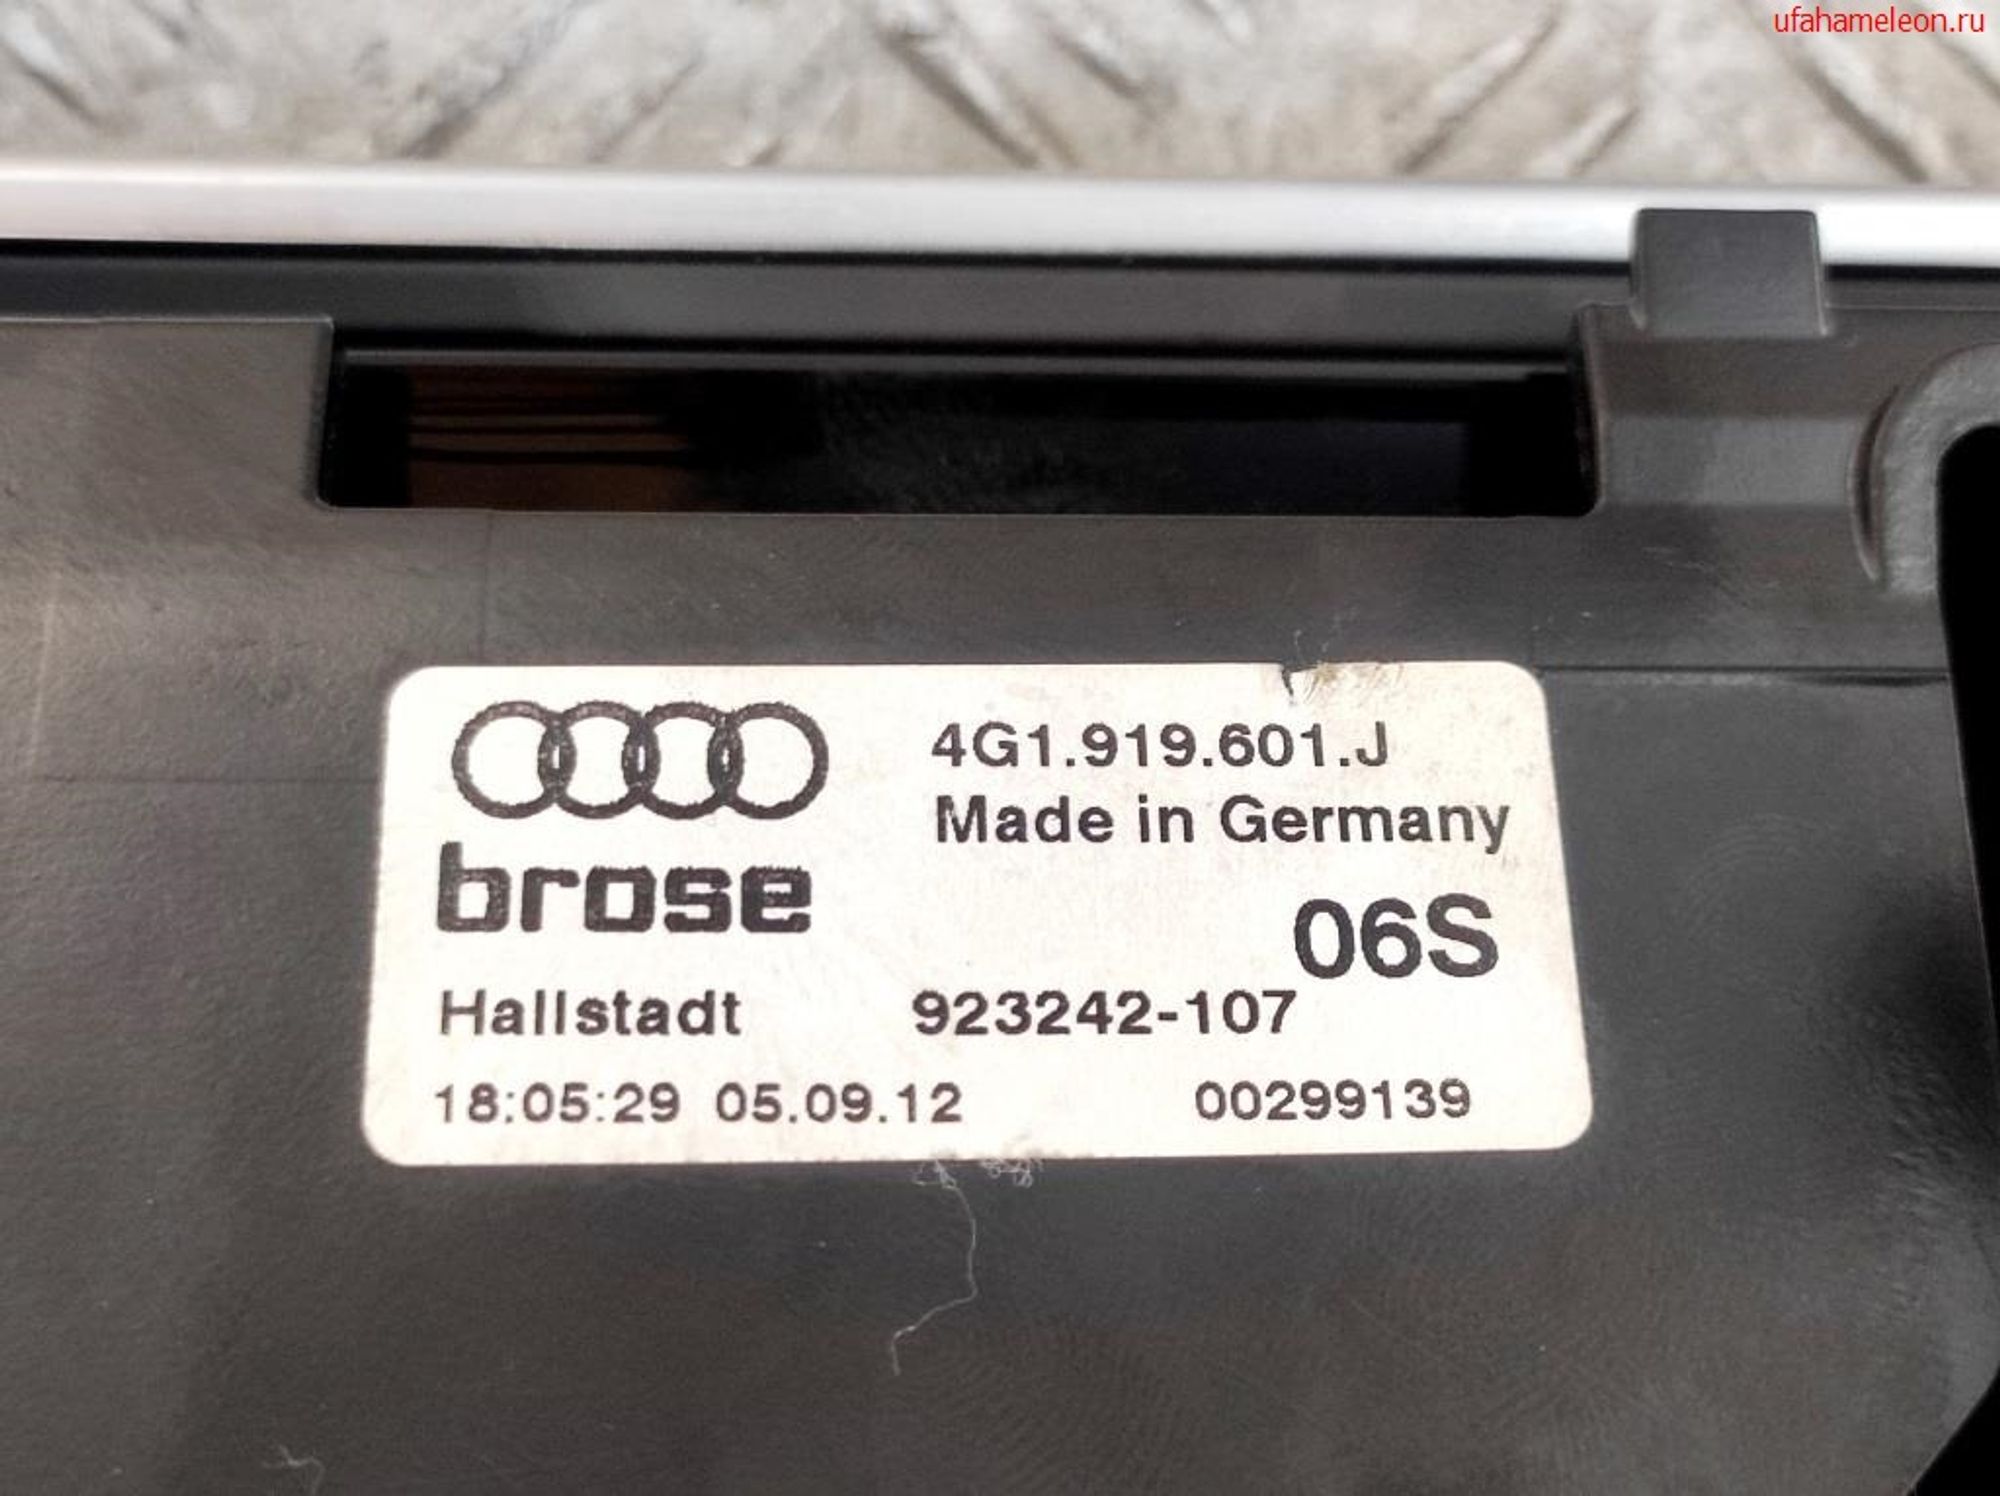 ufahameleon.ru
4G1.919.601.J
Made in Germany
brose
06S
Hallstadt 923242-107
18:05:29 05.09.12 00299139